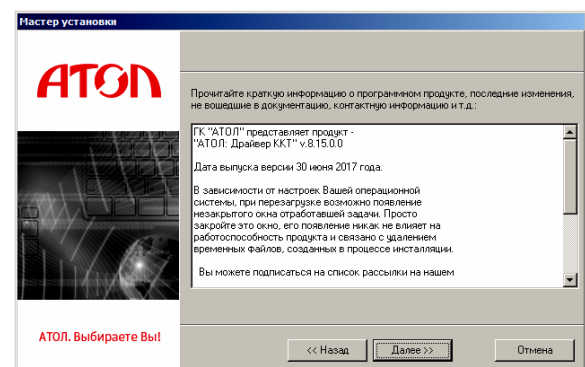 Мастер установки
АТОЛ
Прочитайте краткую информацию о программном продукте, последние изменения,
не вошедшие в документацию, контактную информацию и т.д.:
ГК "АТОЛ" представляет продукт -
"АТОЛ: Драйвер ККТ" v.8.15.0.0
Дата выпуска версии 30 июня 2017 года.
В зависимости от настроек Вашей операционной
системы, при перезагрузке возможно появление
незакрытого окна отработавшей задачи. Просто
закройте это окно, его появление никак не влияет на
работоспособность продукта и связано с удалением
временных файлов, созданных в процессе инсталляции.
Вы можете подписаться на список рассылки на нашем
АТОЛ. Выбираете Вы!
<< Назад
Далее >>
Отмена